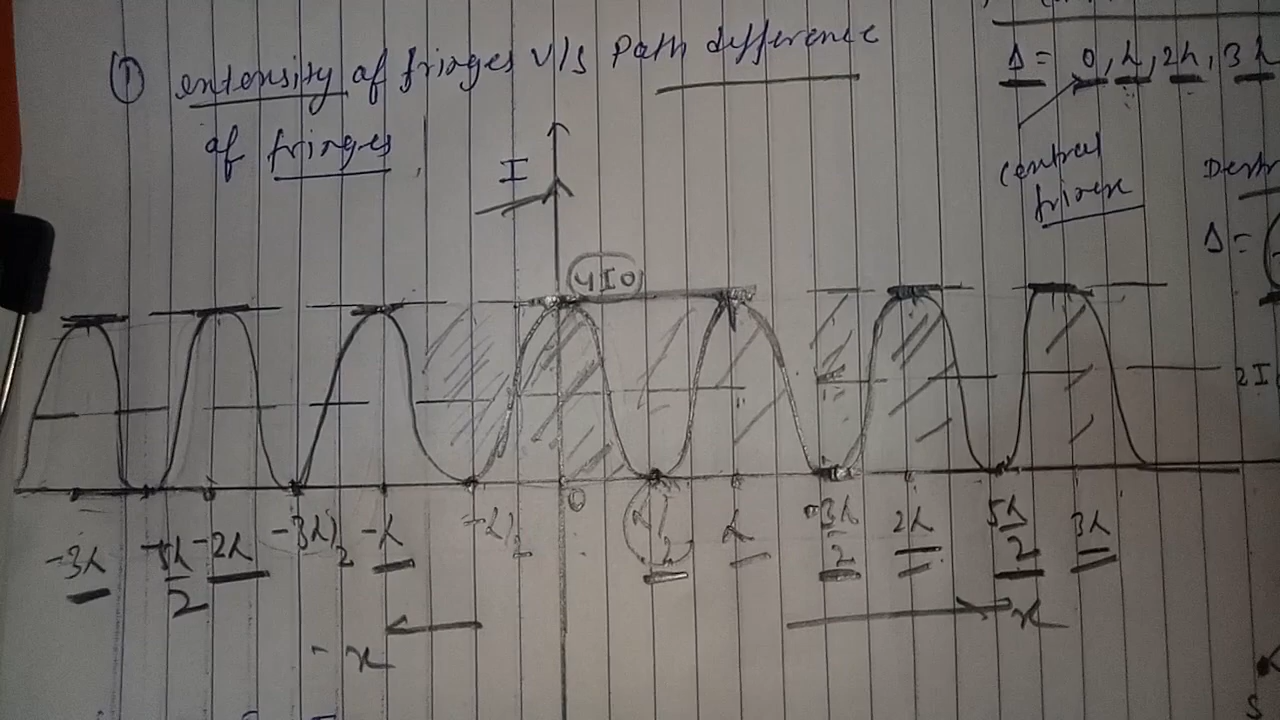 ① intensity of fringes v/s Path difference
of fringes
Δ = 0, λ, 2λ, 3λ
central
Destr
Δ =
I
4I0
2I
-3λ -5λ/2 -2λ -3λ/2 -λ -λ/2 0 λ/2 λ 3λ/2 2λ 5λ/2 3λ
-x x
S